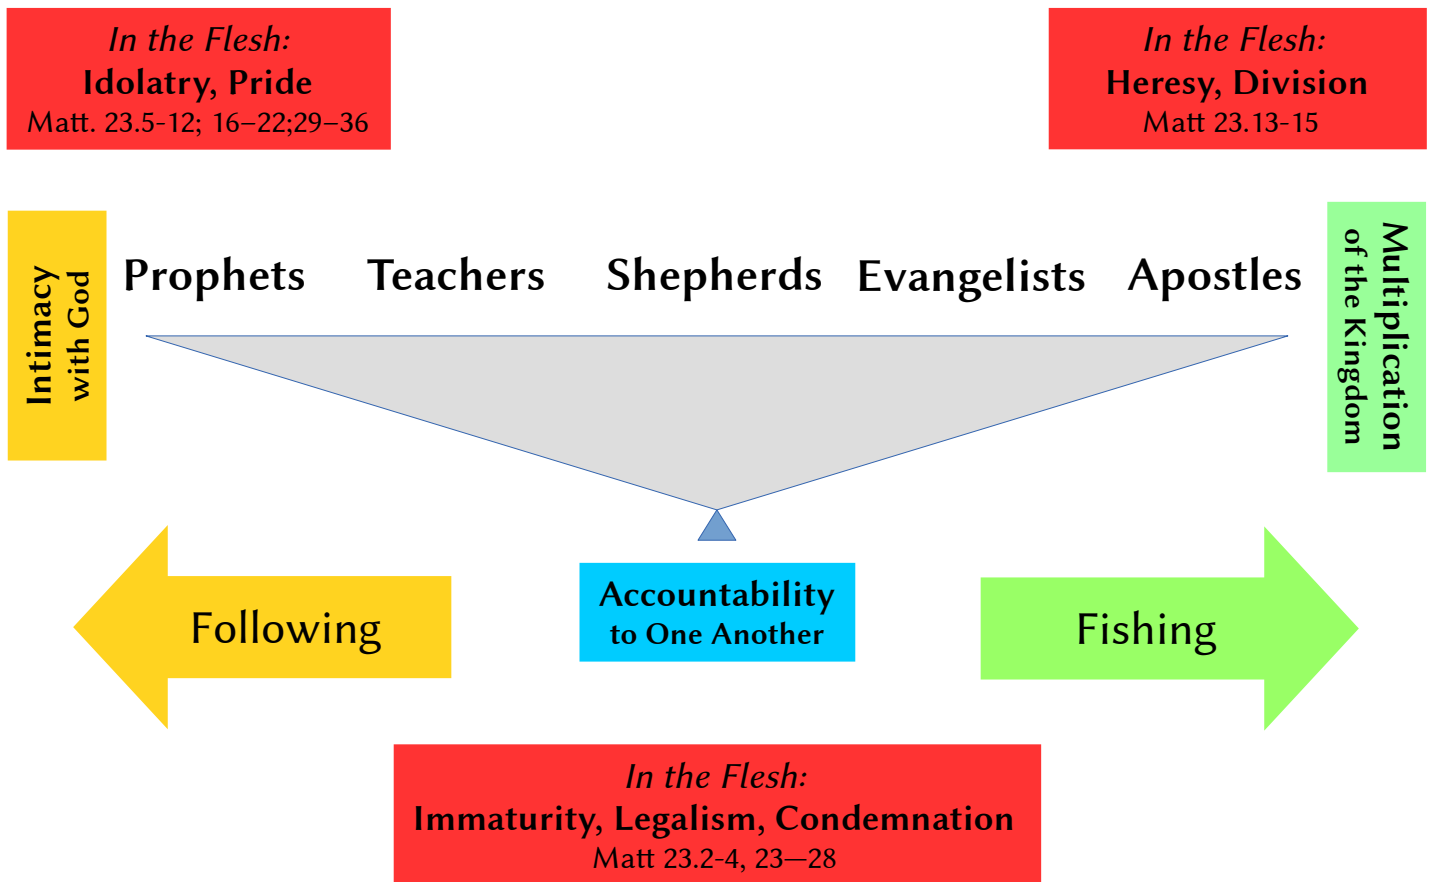 In the Flesh:
Idolatry, Pride
Matt. 23.5-12; 16–22;29–36
In the Flesh:
Heresy, Division
Matt 23.13-15
Intimacy
with God
Prophets Teachers Shepherds Evangelists Apostles
Multiplication
of the Kingdom
Following
Accountability
to One Another
Fishing
In the Flesh:
Immaturity, Legalism, Condemnation
Matt 23.2-4, 23—28